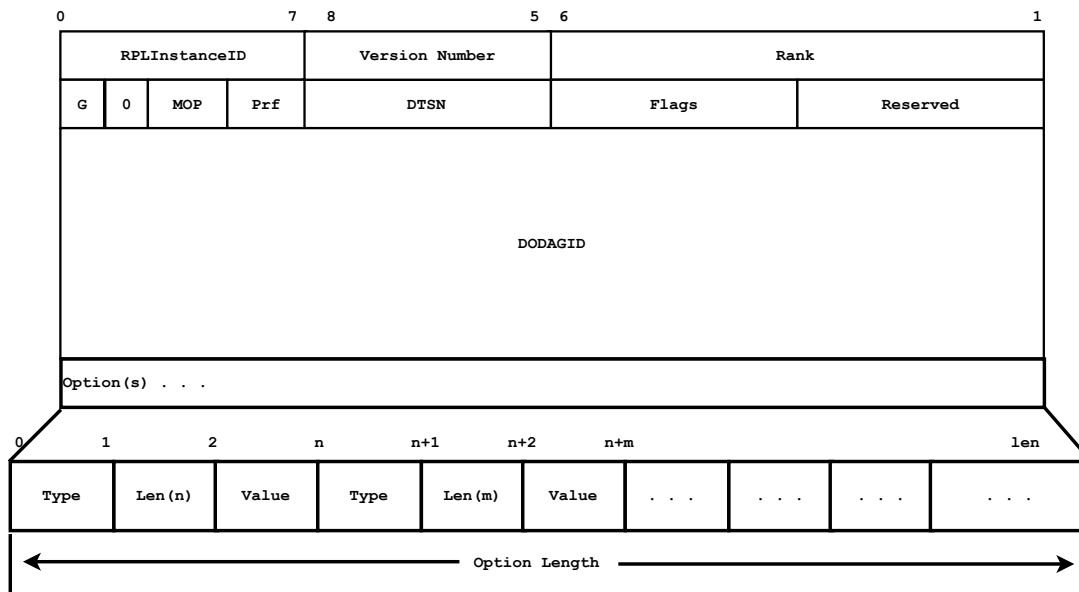 0 7 8 5 6 1
RPLInstanceID Version Number Rank
G 0 MOP Prf DTSN Flags Reserved
DODAGID
Option(s) . . .
0 1 2 n n+1 n+2 n+m len
Type Len(n) Value Type Len(m) Value . . . . . . . . . . . .
Option Length